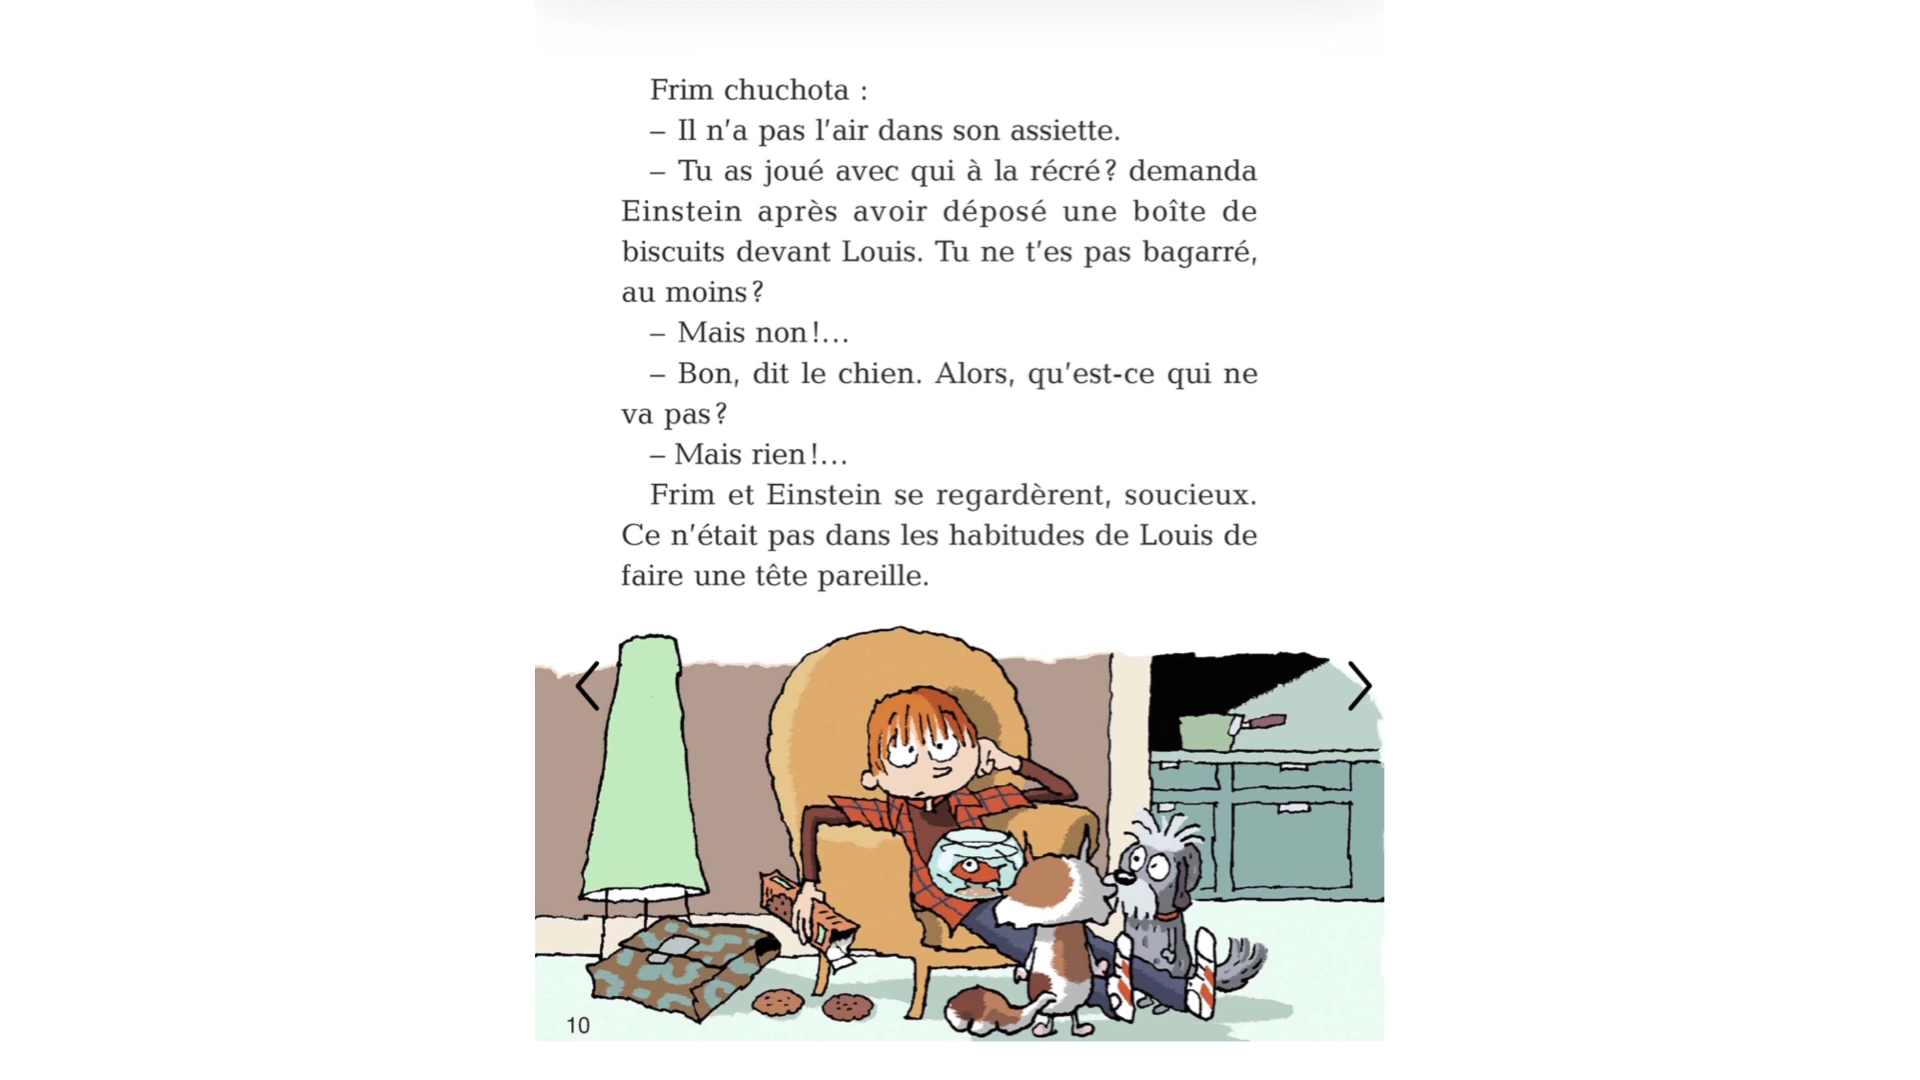 Frim chuchota :
– Il n’a pas l’air dans son assiette.
– Tu as joué avec qui à la récré ? demanda
Einstein après avoir déposé une boîte de
biscuits devant Louis. Tu ne t’es pas bagarré,
au moins ?
– Mais non !…
– Bon, dit le chien. Alors, qu’est-ce qui ne
va pas ?
– Mais rien !…
Frim et Einstein se regardèrent, soucieux.
Ce n’était pas dans les habitudes de Louis de
faire une tête pareille.
10